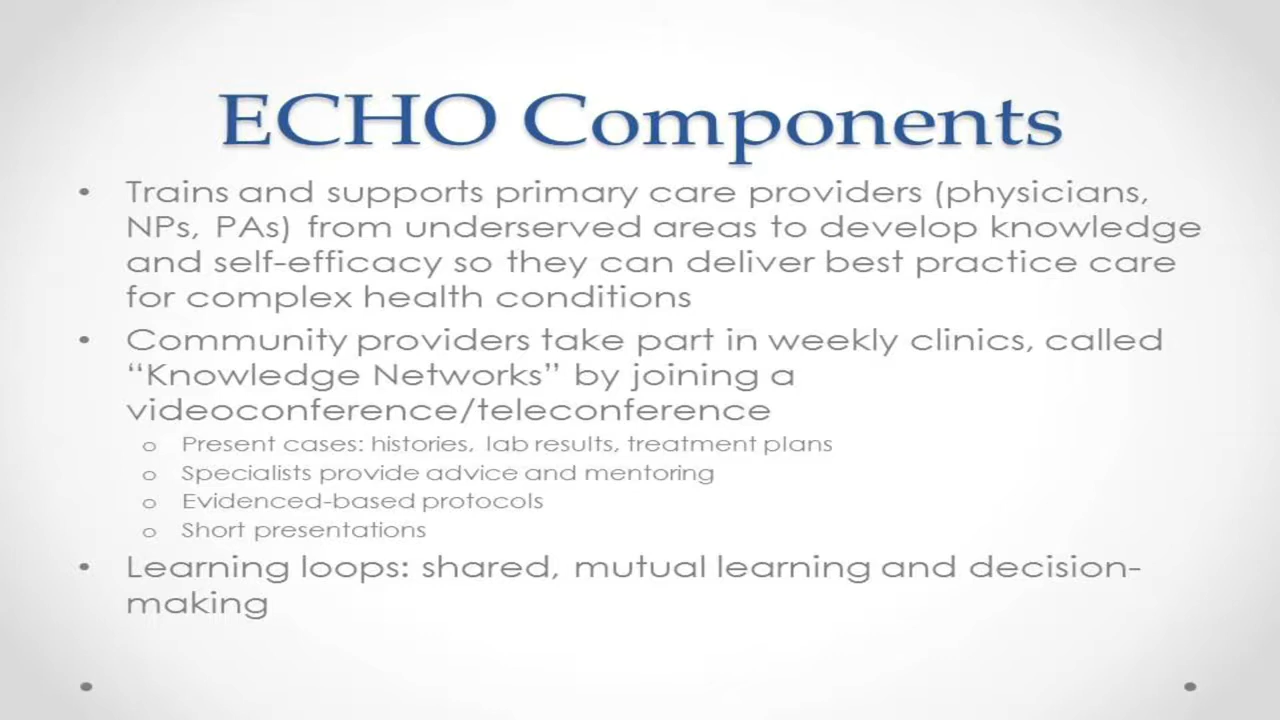 ECHO Components
• Trains and supports primary care providers (physicians,
NPs, PAs) from underserved areas to develop knowledge
and self-efficacy so they can deliver best practice care
for complex health conditions
• Community providers take part in weekly clinics, called
“Knowledge Networks” by joining a
videoconference/teleconference
o Present cases: histories, lab results, treatment plans
o Specialists provide advice and mentoring
o Evidenced-based protocols
o Short presentations
• Learning loops: shared, mutual learning and decision-
making